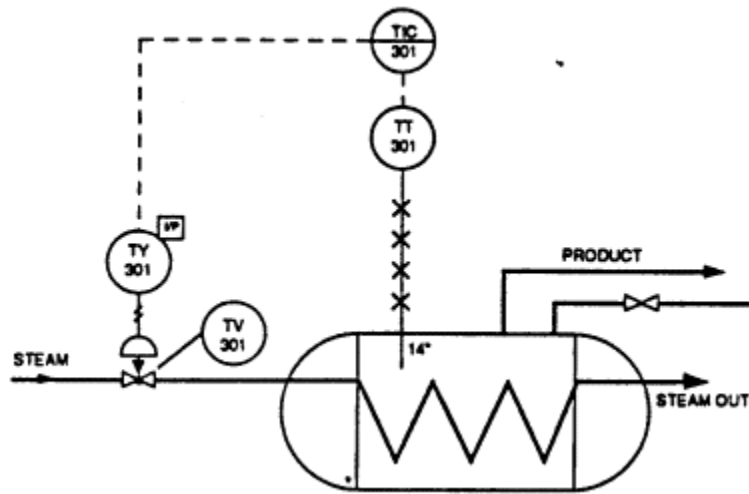 TIC
301
TT
301
I/P
TY
301
PRODUCT
TV
301
STEAM
14"
STEAM OUT